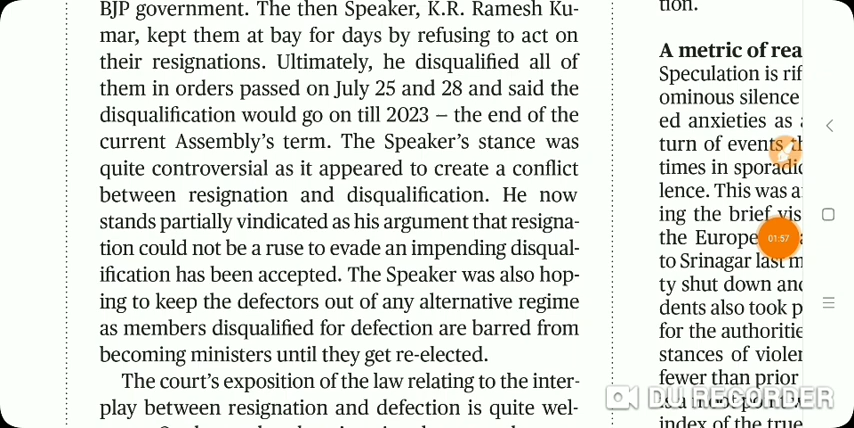 BJP government. The then Speaker, K.R. Ramesh Ku-
mar, kept them at bay for days by refusing to act on
their resignations. Ultimately, he disqualified all of
them in orders passed on July 25 and 28 and said the
disqualification would go on till 2023 – the end of the
current Assembly's term. The Speaker's stance was
quite controversial as it appeared to create a conflict
between resignation and disqualification. He now
stands partially vindicated as his argument that resigna-
tion could not be a ruse to evade an impending disqual-
ification has been accepted. The Speaker was also hop-
ing to keep the defectors out of any alternative regime
as members disqualified for defection are barred from
becoming ministers until they get re-elected.
The court's exposition of the law relating to the inter-
play between resignation and defection is quite wel-
tion.
A metric of rea
Speculation is rif
ominous silence
ed anxieties as
turn of events th
times in sporadic
lence. This was a
ing the brief vis
the Europe
to Srinagar last m
ty shut down and
dents also took p
for the authoritie
stances of violen
fewer than prior
index of the true
01:57
DU RECORDER